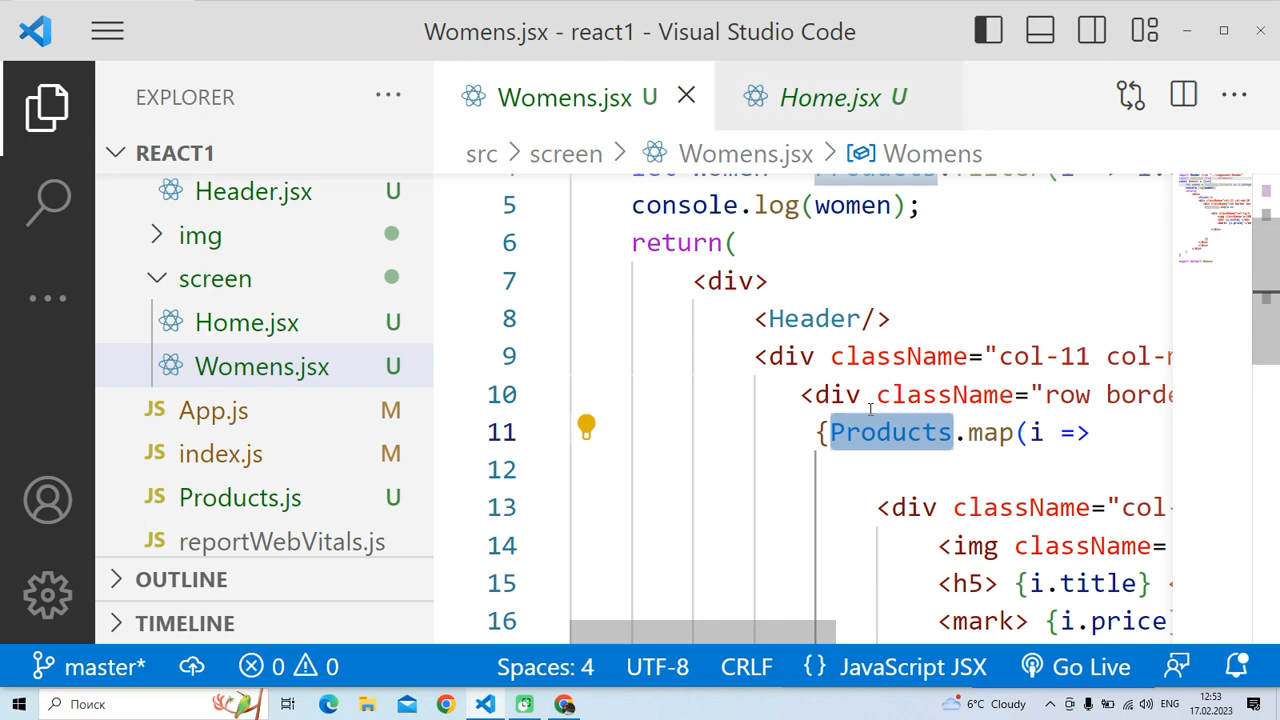 Womens.jsx - react1 - Visual Studio Code
EXPLORER
REACT1
Header.jsx U
img
screen
Home.jsx U
Womens.jsx U
App.js M
index.js M
Products.js U
reportWebVitals.js
OUTLINE
TIMELINE
Womens.jsx U
Home.jsx U
src > screen > Womens.jsx > Womens
5 console.log(women);
6 return(
7 <div>
8 <Header/>
9 <div className="col-11 col-
10 <div className="row borde
11 {Products.map(i =>
12
13 <div className="col-
14 <img className=
15 <h5> {i.title} <
16 <mark> {i.price}
master* 0 0 Spaces: 4 UTF-8 CRLF {} JavaScript JSX Go Live
Поиск 6°C Cloudy 12:53
17.02.2023